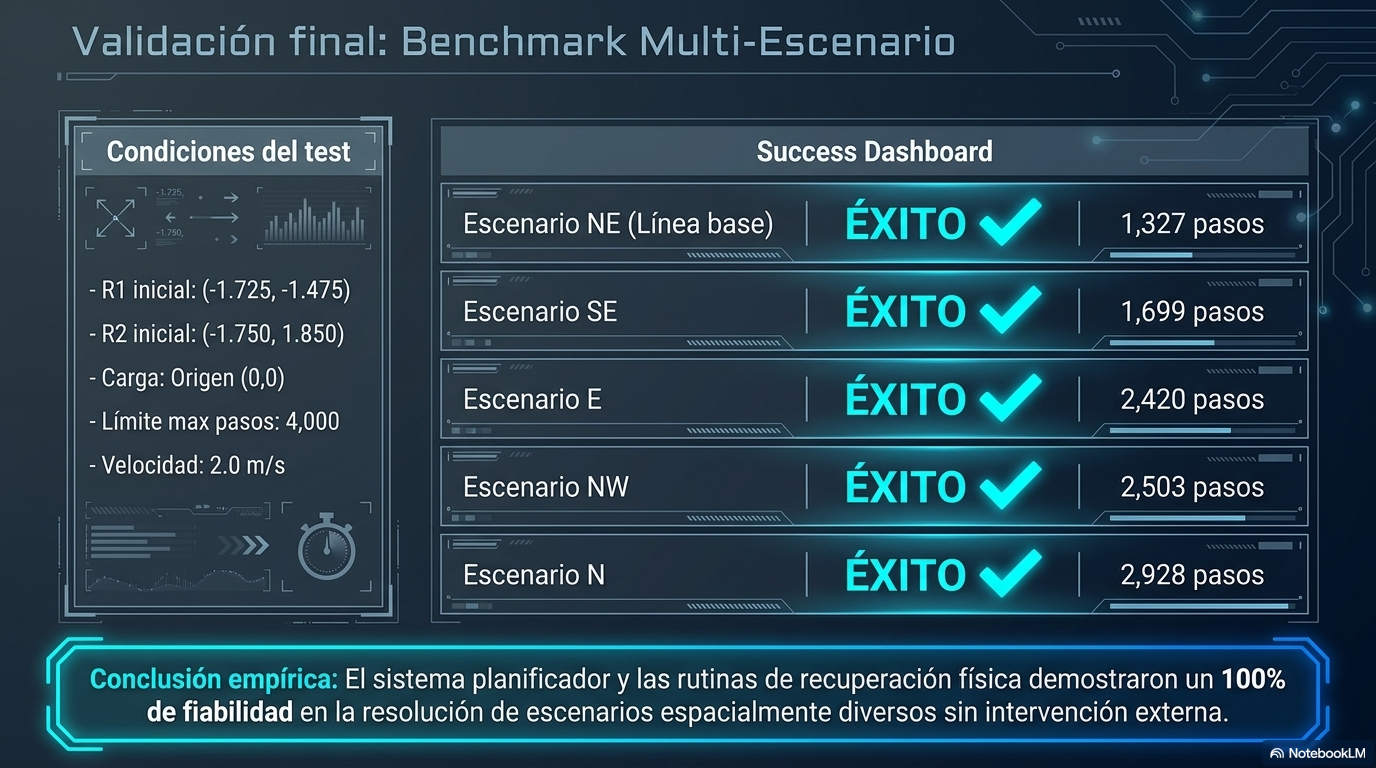 Validación final: Benchmark Multi-Escenario
Condiciones del test
-1.725,
-1.750,
- R1 inicial: (-1.725, -1.475)
- R2 inicial: (-1.750, 1.850)
- Carga: Origen (0,0)
- Límite max pasos: 4,000
- Velocidad: 2.0 m/s
Success Dashboard
Escenario NE (Línea base) ÉXITO 1,327 pasos
Escenario SE ÉXITO 1,699 pasos
Escenario E ÉXITO 2,420 pasos
Escenario NW ÉXITO 2,503 pasos
Escenario N ÉXITO 2,928 pasos
Conclusión empírica: El sistema planificador y las rutinas de recuperación física demostraron un 100%
de fiabilidad en la resolución de escenarios espacialmente diversos sin intervención externa.
NotebookLM